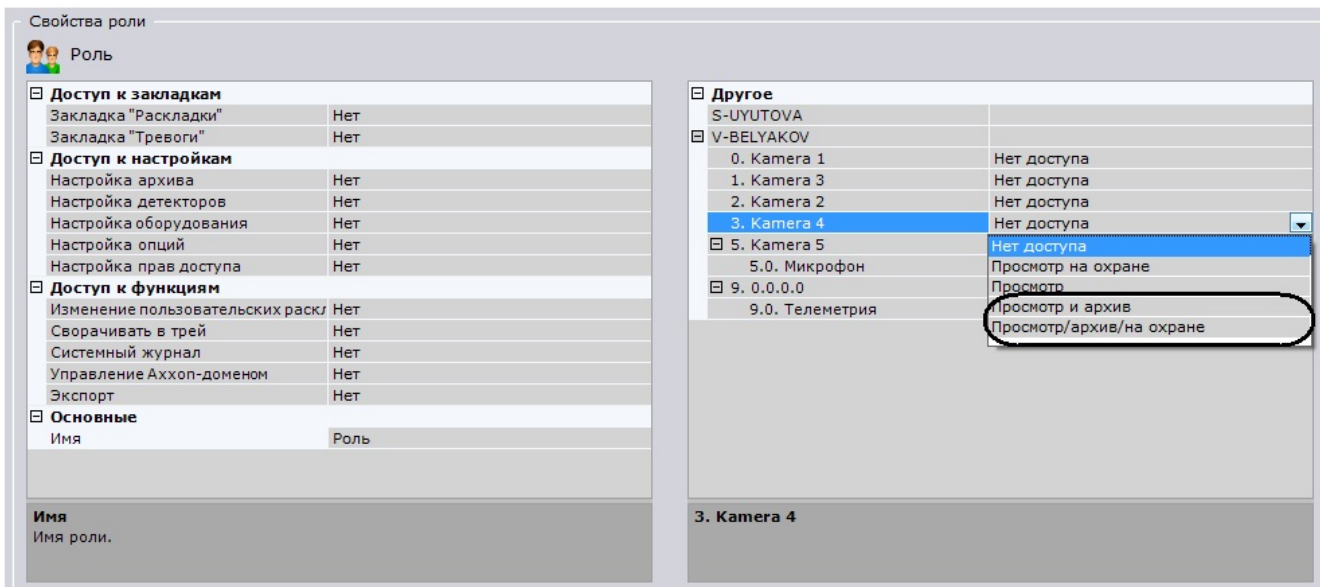 Свойства роли
Роль
Доступ к закладкам
Закладка "Раскладки" Нет
Закладка "Тревоги" Нет
Доступ к настройкам
Настройка архива Нет
Настройка детекторов Нет
Настройка оборудования Нет
Настройка опций Нет
Настройка прав доступа Нет
Доступ к функциям
Изменение пользовательских раскл Нет
Сворачивать в трей Нет
Системный журнал Нет
Управление Axxon-доменом Нет
Экспорт Нет
Основные
Имя Роль
Имя
Имя роли.
Другое
S-UYUTOVA
V-BELYAKOV
0. Kamera 1 Нет доступа
1. Kamera 3 Нет доступа
2. Kamera 2 Нет доступа
3. Kamera 4 Нет доступа
5. Kamera 5
5.0. Микрофон
9. 0.0.0.0
9.0. Телеметрия
Нет доступа
Просмотр на охране
Просмотр
Просмотр и архив
Просмотр/архив/на охране
3. Kamera 4